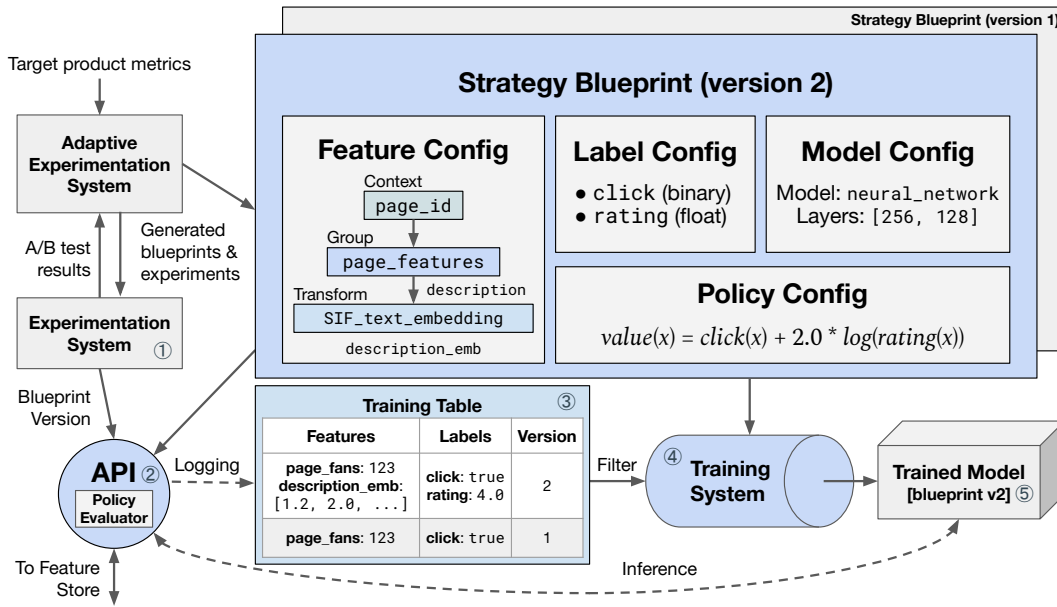 Strategy Blueprint (version 1)
Target product metrics
Strategy Blueprint (version 2)
Adaptive
Experimentation
System
Feature Config
Context
page_id
Group
page_features
description
Transform
SIF_text_embedding
description_emb
Label Config
● click (binary)
● rating (float)
Model Config
Model: neural_network
Layers: [256, 128]
Policy Config
value(x) = click(x) + 2.0 * log(rating(x))
A/B test
results
Generated
blueprints &
experiments
Experimentation
System ①
Blueprint
Version
API ②
Policy
Evaluator
Logging
To Feature
Store
Training Table ③
Features Labels Version
page_fans: 123
description_emb:
[1.2, 2.0, ...]
click: true
rating: 4.0
2
page_fans: 123 click: true 1
Filter
④ Training
System
Trained Model
[blueprint v2] ⑤
Inference